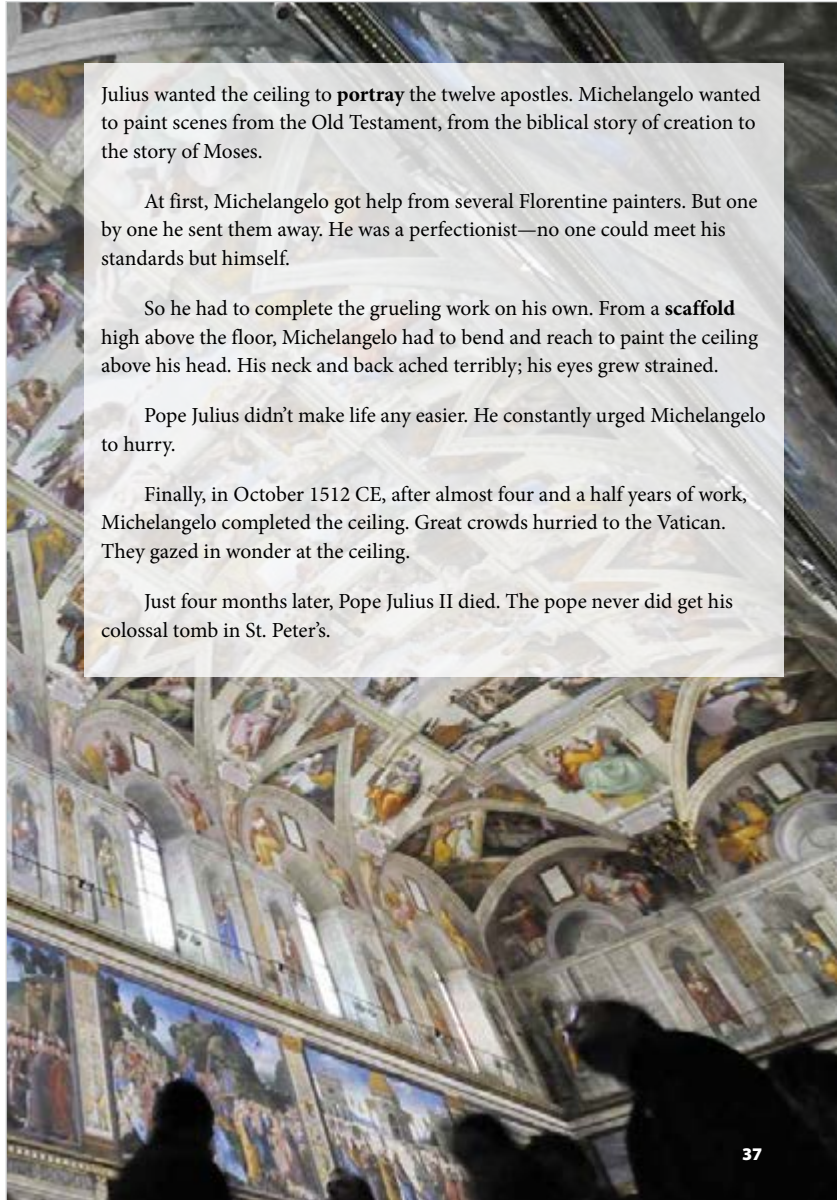 Julius wanted the ceiling to portray the twelve apostles. Michelangelo wanted
to paint scenes from the Old Testament, from the biblical story of creation to
the story of Moses.
At first, Michelangelo got help from several Florentine painters. But one
by one he sent them away. He was a perfectionist—no one could meet his
standards but himself.
So he had to complete the grueling work on his own. From a scaffold
high above the floor, Michelangelo had to bend and reach to paint the ceiling
above his head. His neck and back ached terribly; his eyes grew strained.
Pope Julius didn’t make life any easier. He constantly urged Michelangelo
to hurry.
Finally, in October 1512 CE, after almost four and a half years of work,
Michelangelo completed the ceiling. Great crowds hurried to the Vatican.
They gazed in wonder at the ceiling.
Just four months later, Pope Julius II died. The pope never did get his
colossal tomb in St. Peter’s.
37